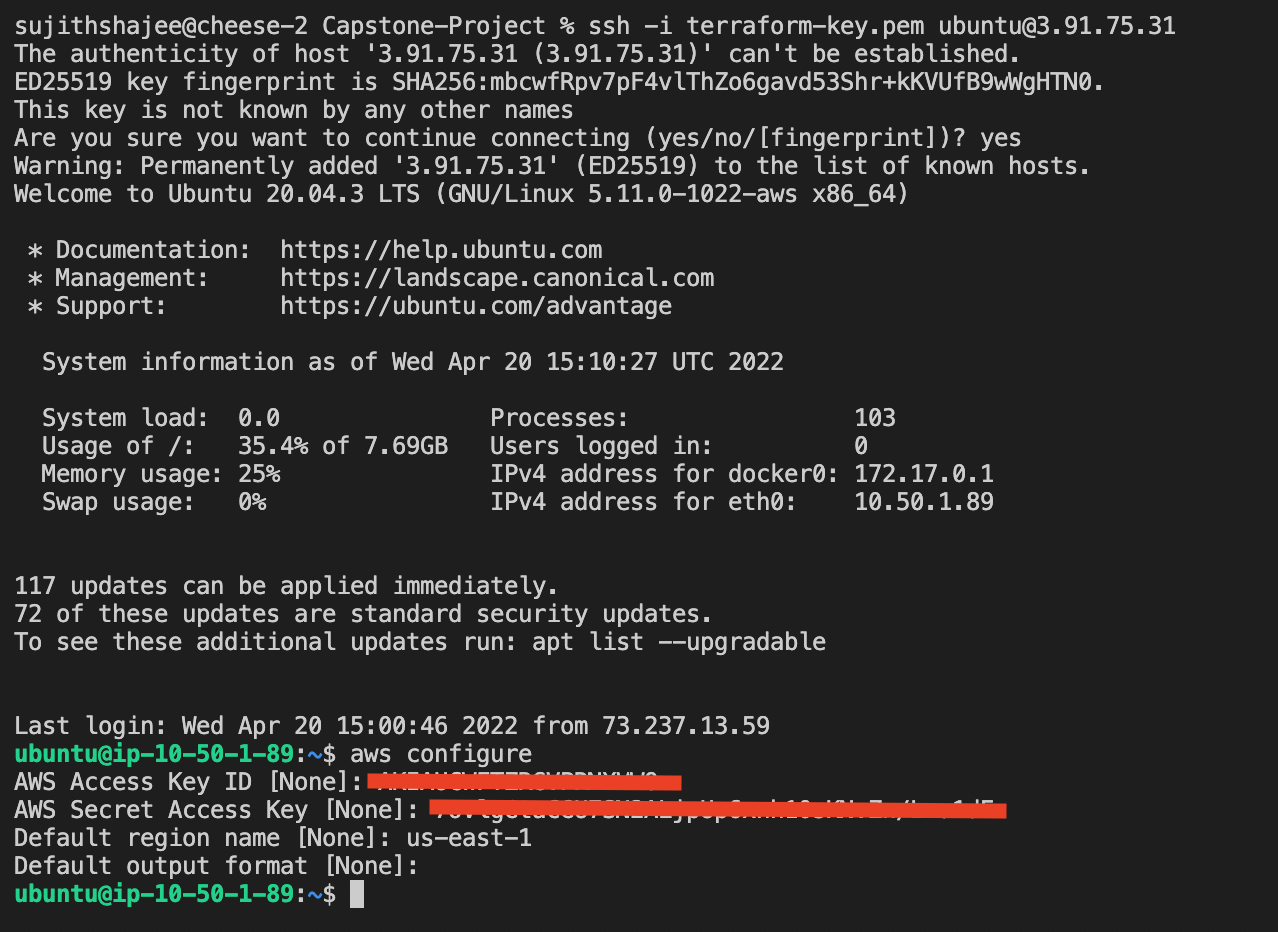 sujithshajee@cheese-2 Capstone-Project % ssh -i terraform-key.pem ubuntu@3.91.75.31
The authenticity of host '3.91.75.31 (3.91.75.31)' can't be established.
ED25519 key fingerprint is SHA256:mbcwfRpv7pF4vlThZo6gavd53Shr+kKVUfB9wWgHTN0.
This key is not known by any other names
Are you sure you want to continue connecting (yes/no/[fingerprint])? yes
Warning: Permanently added '3.91.75.31' (ED25519) to the list of known hosts.
Welcome to Ubuntu 20.04.3 LTS (GNU/Linux 5.11.0-1022-aws x86_64)
* Documentation: https://help.ubuntu.com
* Management: https://landscape.canonical.com
* Support: https://ubuntu.com/advantage
System information as of Wed Apr 20 15:10:27 UTC 2022
System load: 0.0 Processes: 103
Usage of /: 35.4% of 7.69GB Users logged in: 0
Memory usage: 25% IPv4 address for docker0: 172.17.0.1
Swap usage: 0% IPv4 address for eth0: 10.50.1.89
117 updates can be applied immediately.
72 of these updates are standard security updates.
To see these additional updates run: apt list --upgradable
Last login: Wed Apr 20 15:00:46 2022 from 73.237.13.59
ubuntu@ip-10-50-1-89:~$ aws configure
AWS Access Key ID [None]:
AWS Secret Access Key [None]:
Default region name [None]: us-east-1
Default output format [None]:
ubuntu@ip-10-50-1-89:~$